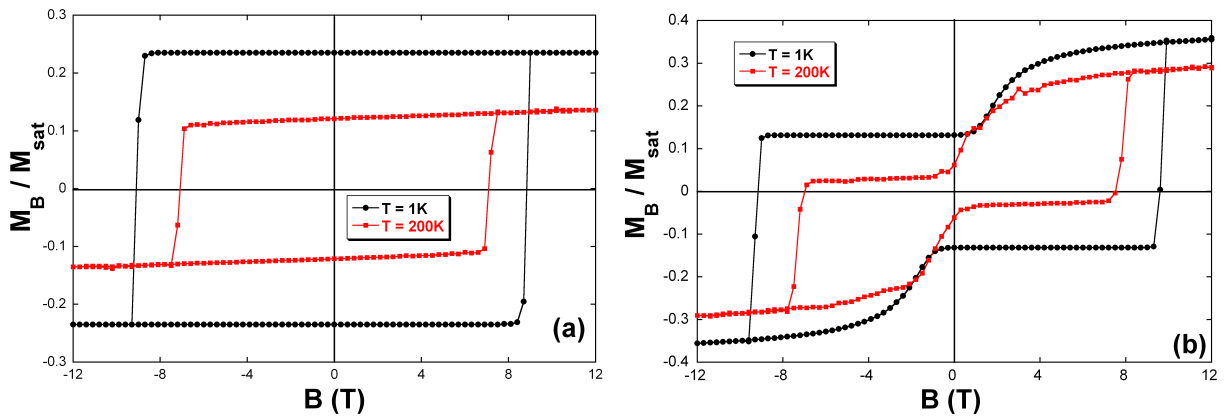 0.3
0.2
0.1
0
-0.1
-0.2
-0.3
M_B / M_sat
T = 1K
T = 200K
(a)
-12 -8 -4 0 4 8 12
B (T)
0.4
0.3
0.2
0.1
0
-0.1
-0.2
-0.3
-0.4
M_B / M_sat
T = 1K
T = 200K
(b)
-12 -8 -4 0 4 8 12
B (T)